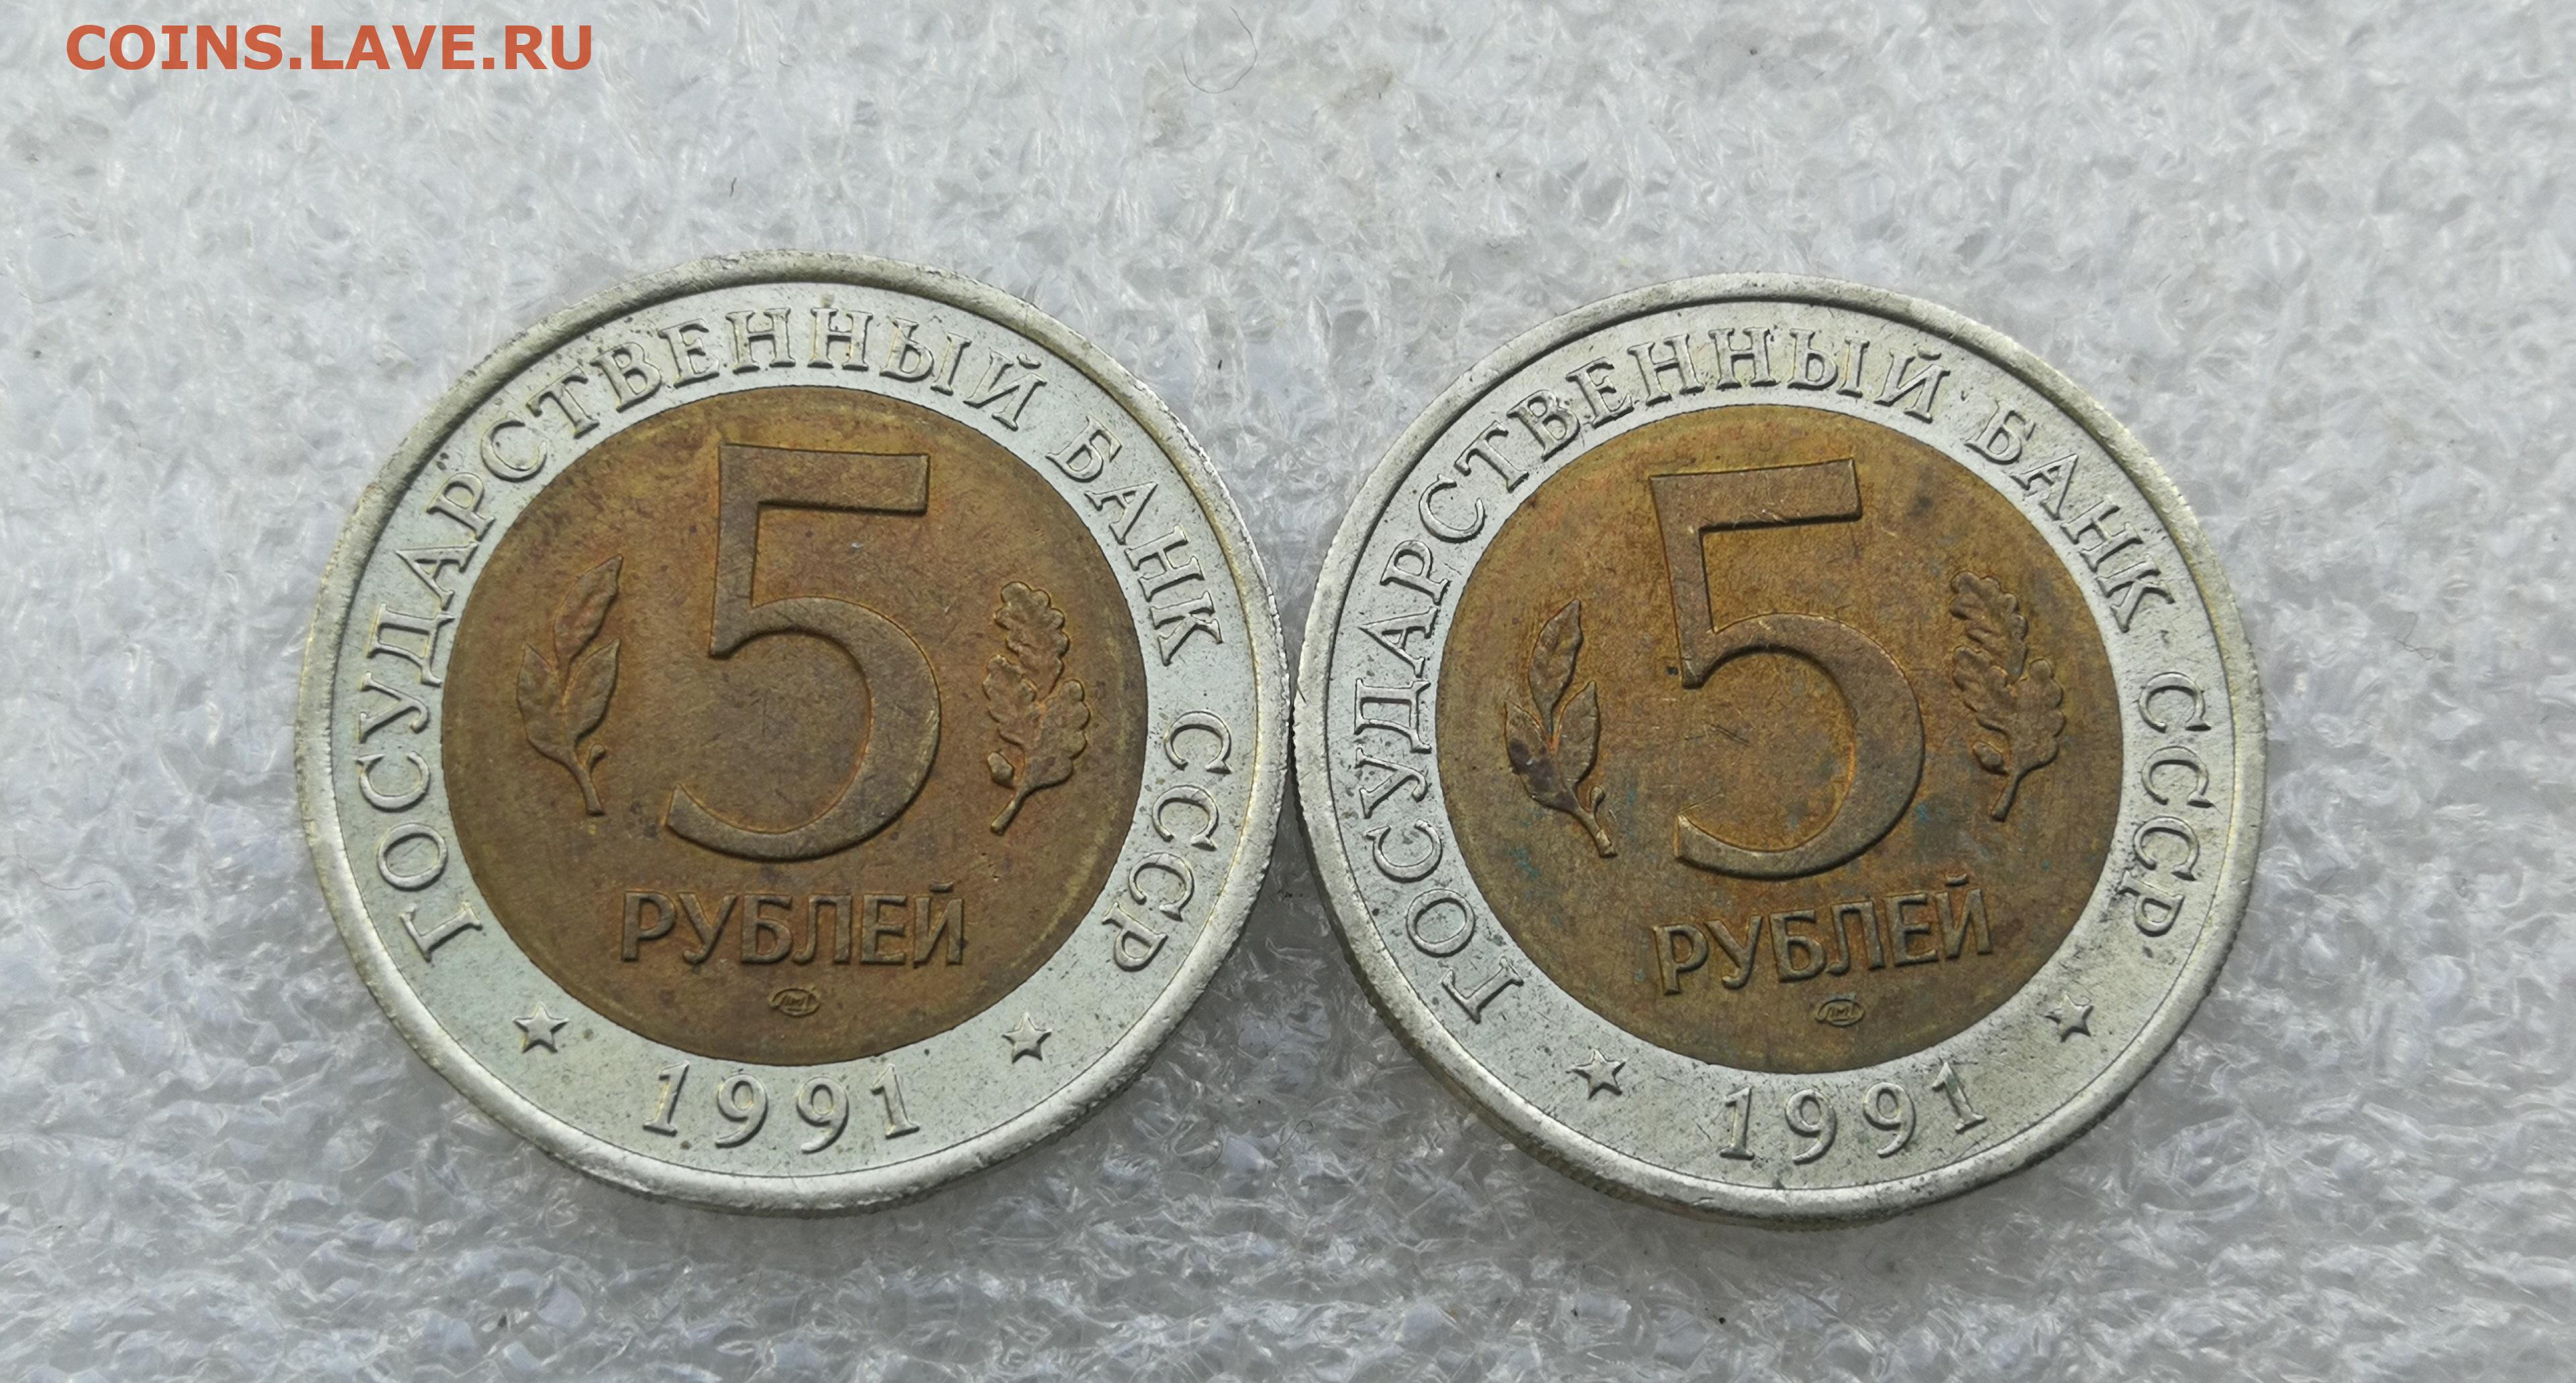 COINS.LAVE.RU
ГОСУДАРСТВЕННЫЙ БАНК СССР
5
РУБЛЕЙ
ЛМД
1991
ГОСУДАРСТВЕННЫЙ БАНК СССР
5
РУБЛЕЙ
ЛМД
1991